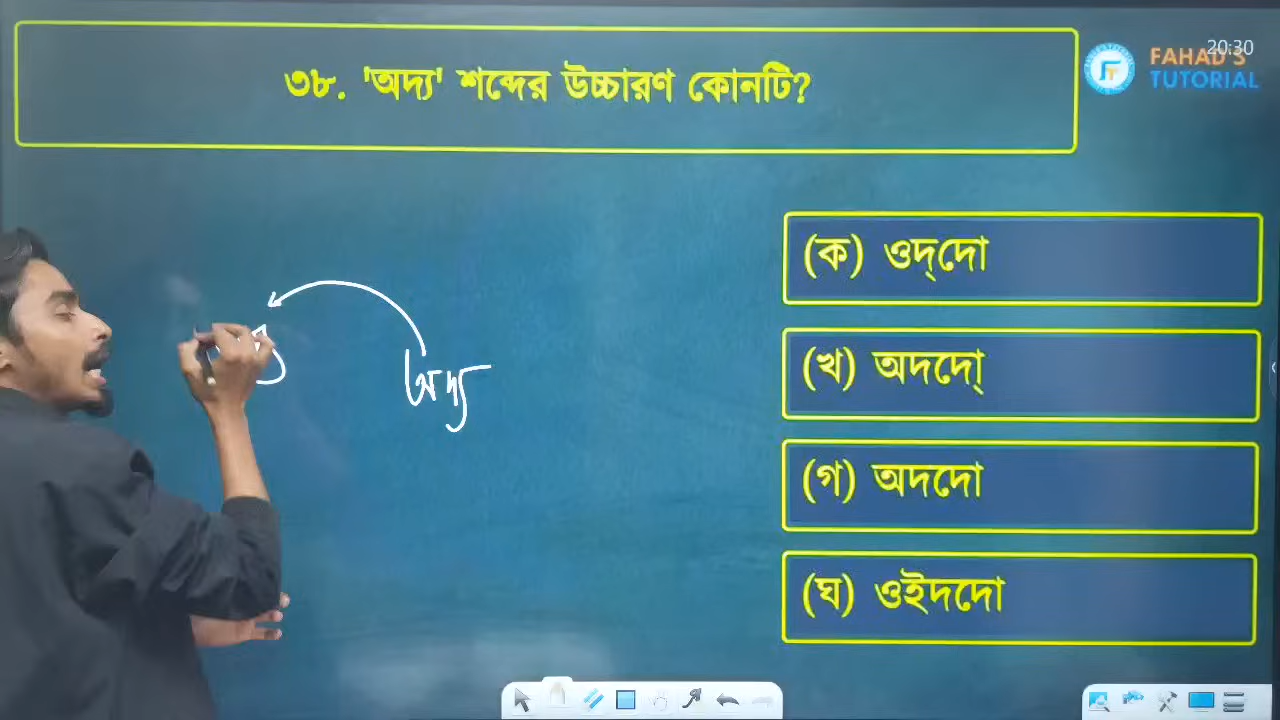 ৩৮. 'অদ্য' শব্দের উচ্চারণ কোনটি?
20:30
FAHAD'S
TUTORIAL
(ক) ওদ্‌দো
অদ্য
(খ) অদদো্
(গ) অদদো
(ঘ) ওইদদো